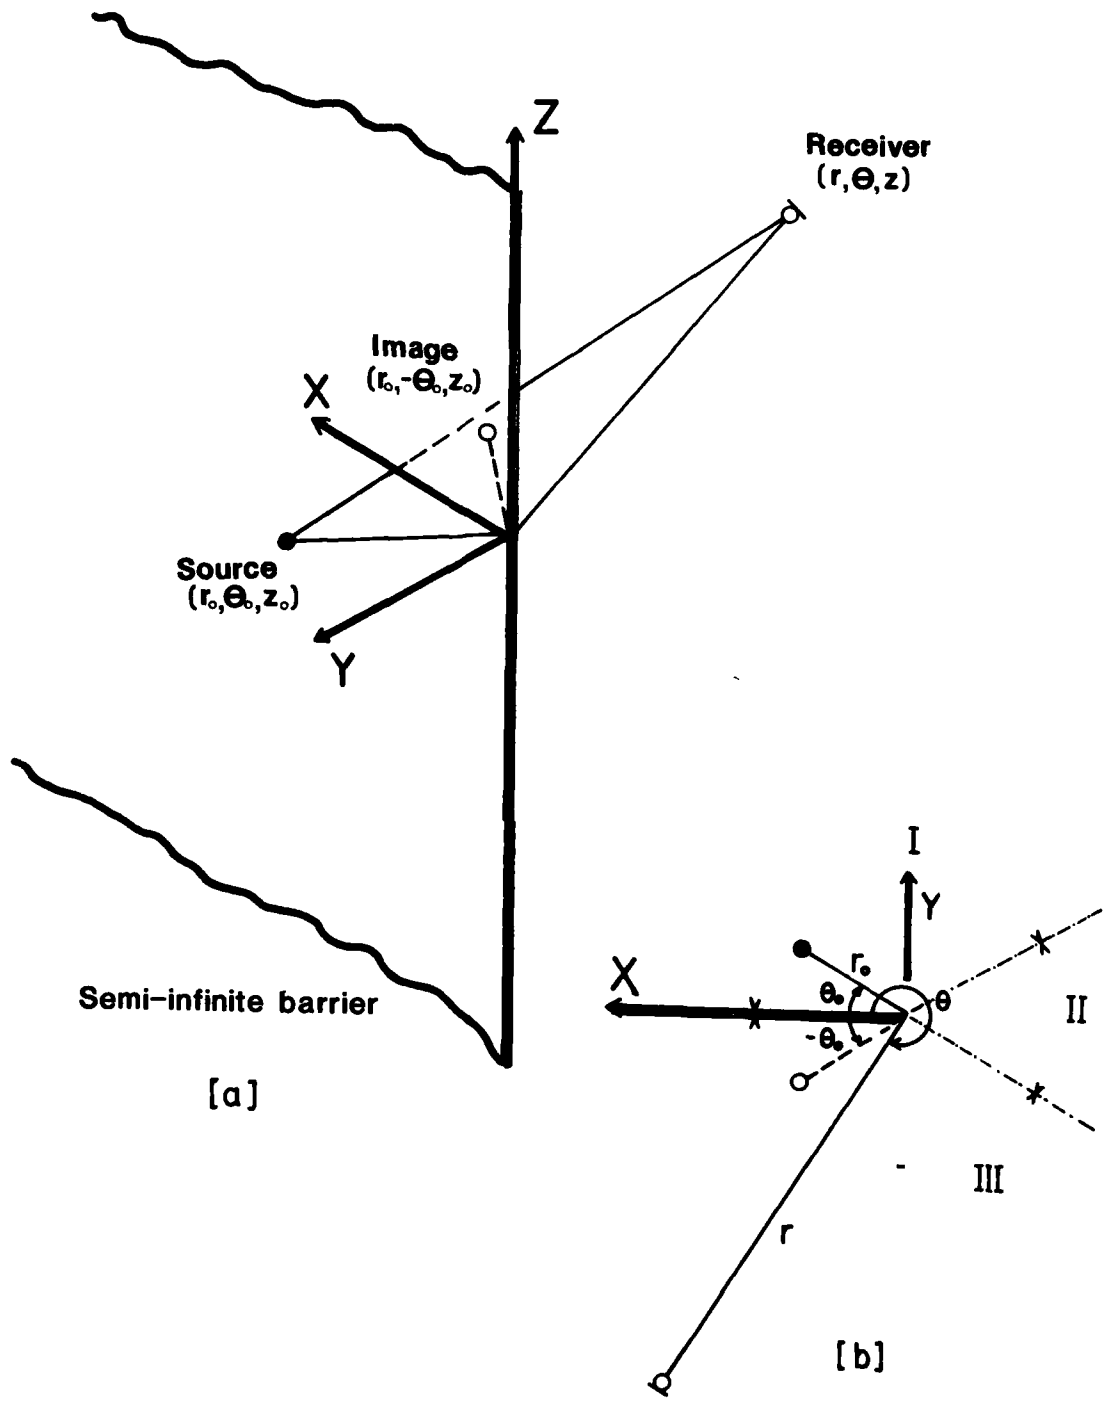 Z
Receiver
(r,Θ,z)
Image
(r₀,-Θ₀,z₀)
X
Source
(r₀,Θ₀,z₀)
Y
I
Y
r₀
X
θ₀
θ
II
-θ₀
Semi-infinite barrier
[a]
III
r
[b]